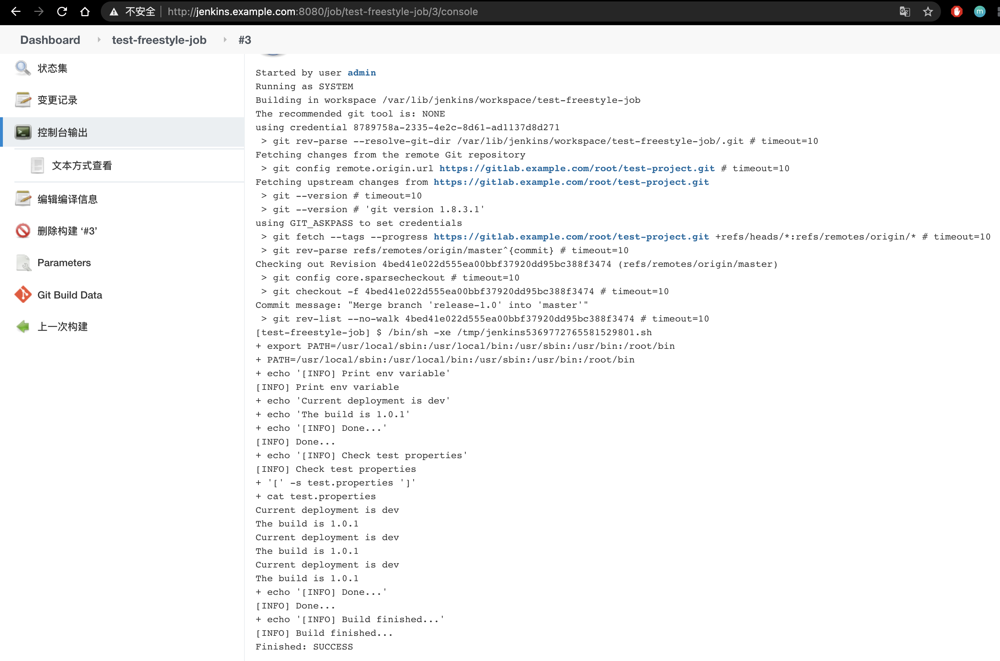 不安全 http://jenkins.example.com:8080/job/test-freestyle-job/3/console m
Dashboard test-freestyle-job #3
状态集
变更记录
控制台输出
文本方式查看
编辑编译信息
删除构建 ‘#3’
Parameters
Git Build Data
上一次构建
Started by user admin
Running as SYSTEM
Building in workspace /var/lib/jenkins/workspace/test-freestyle-job
The recommended git tool is: NONE
using credential 8789758a-2335-4e2c-8d61-ad1137d8d271
> git rev-parse --resolve-git-dir /var/lib/jenkins/workspace/test-freestyle-job/.git # timeout=10
Fetching changes from the remote Git repository
> git config remote.origin.url https://gitlab.example.com/root/test-project.git # timeout=10
Fetching upstream changes from https://gitlab.example.com/root/test-project.git
> git --version # timeout=10
> git --version # 'git version 1.8.3.1'
using GIT_ASKPASS to set credentials
> git fetch --tags --progress https://gitlab.example.com/root/test-project.git +refs/heads/*:refs/remotes/origin/* # timeout=10
> git rev-parse refs/remotes/origin/master^{commit} # timeout=10
Checking out Revision 4bed41e022d555ea00bbf37920dd95bc388f3474 (refs/remotes/origin/master)
> git config core.sparsecheckout # timeout=10
> git checkout -f 4bed41e022d555ea00bbf37920dd95bc388f3474 # timeout=10
Commit message: "Merge branch 'release-1.0' into 'master'"
> git rev-list --no-walk 4bed41e022d555ea00bbf37920dd95bc388f3474 # timeout=10
[test-freestyle-job] $ /bin/sh -xe /tmp/jenkins5369772765581529801.sh
+ export PATH=/usr/local/sbin:/usr/local/bin:/usr/sbin:/usr/bin:/root/bin
+ PATH=/usr/local/sbin:/usr/local/bin:/usr/sbin:/usr/bin:/root/bin
+ echo '[INFO] Print env variable'
[INFO] Print env variable
+ echo 'Current deployment is dev'
+ echo 'The build is 1.0.1'
+ echo '[INFO] Done...'
[INFO] Done...
+ echo '[INFO] Check test properties'
[INFO] Check test properties
+ '[' -s test.properties ']'
+ cat test.properties
Current deployment is dev
The build is 1.0.1
Current deployment is dev
The build is 1.0.1
Current deployment is dev
The build is 1.0.1
+ echo '[INFO] Done...'
[INFO] Done...
+ echo '[INFO] Build finished...'
[INFO] Build finished...
Finished: SUCCESS